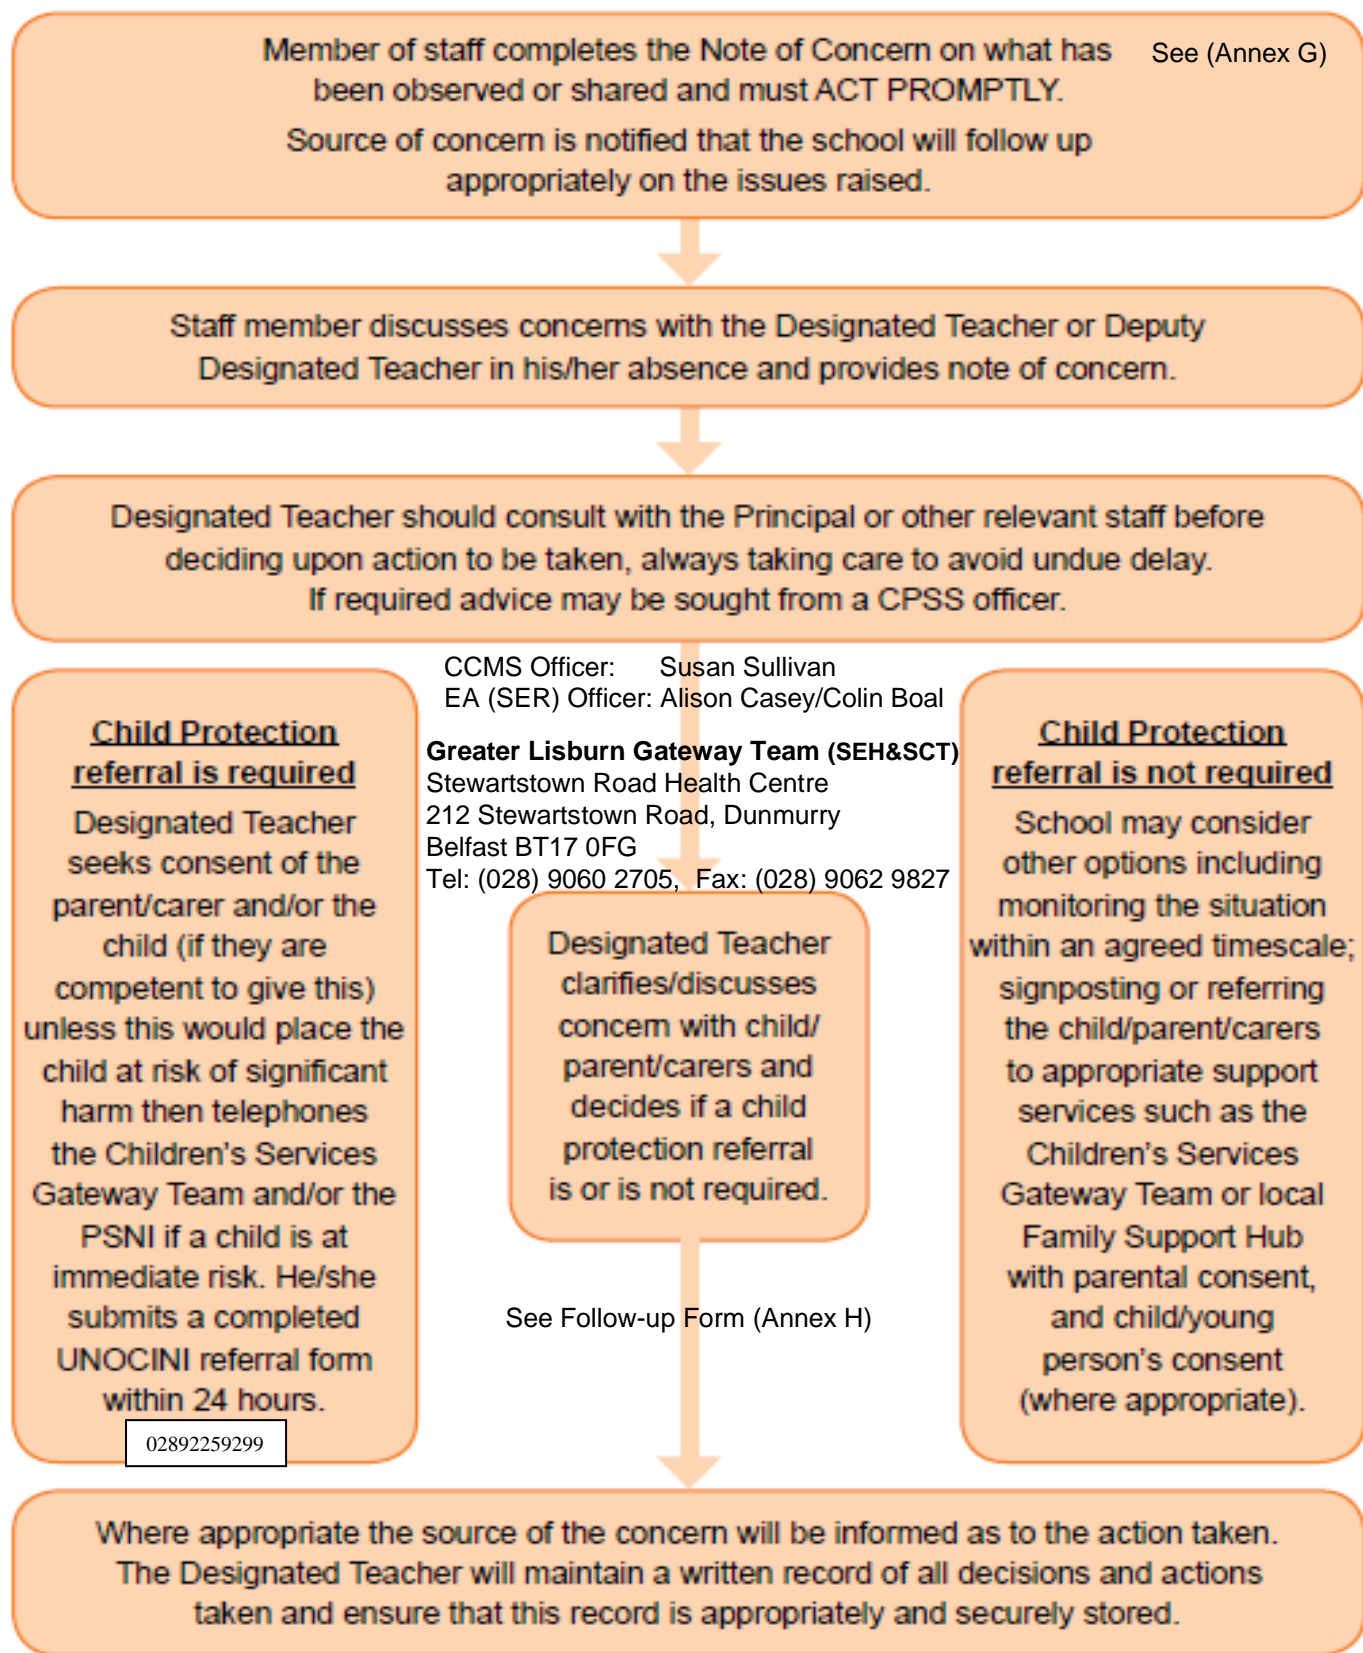 Member of staff completes the Note of Concern on what has
been observed or shared and must ACT PROMPTLY.
See (Annex G)
Source of concern is notified that the school will follow up
appropriately on the issues raised.
Staff member discusses concerns with the Designated Teacher or Deputy
Designated Teacher in his/her absence and provides note of concern.
Designated Teacher should consult with the Principal or other relevant staff before
deciding upon action to be taken, always taking care to avoid undue delay.
If required advice may be sought from a CPSS officer.
CCMS Officer: Susan Sullivan
EA (SER) Officer: Alison Casey/Colin Boal
Greater Lisburn Gateway Team (SEH&SCT)
Stewartstown Road Health Centre
212 Stewartstown Road, Dunmurry
Belfast BT17 0FG
Tel: (028) 9060 2705, Fax: (028) 9062 9827
Child Protection
referral is required
Designated Teacher
seeks consent of the
parent/carer and/or the
child (if they are
competent to give this)
unless this would place the
child at risk of significant
harm then telephones
the Children's Services
Gateway Team and/or the
PSNI if a child is at
immediate risk. He/she
submits a completed
UNOCINI referral form
within 24 hours.
02892259299
Designated Teacher
clarifies/discusses
concern with child/
parent/carers and
decides if a child
protection referral
is or is not required.
See Follow-up Form (Annex H)
Child Protection
referral is not required
School may consider
other options including
monitoring the situation
within an agreed timescale;
signposting or referring
the child/parent/carers
to appropriate support
services such as the
Children's Services
Gateway Team or local
Family Support Hub
with parental consent,
and child/young
person's consent
(where appropriate).
Where appropriate the source of the concern will be informed as to the action taken.
The Designated Teacher will maintain a written record of all decisions and actions
taken and ensure that this record is appropriately and securely stored.